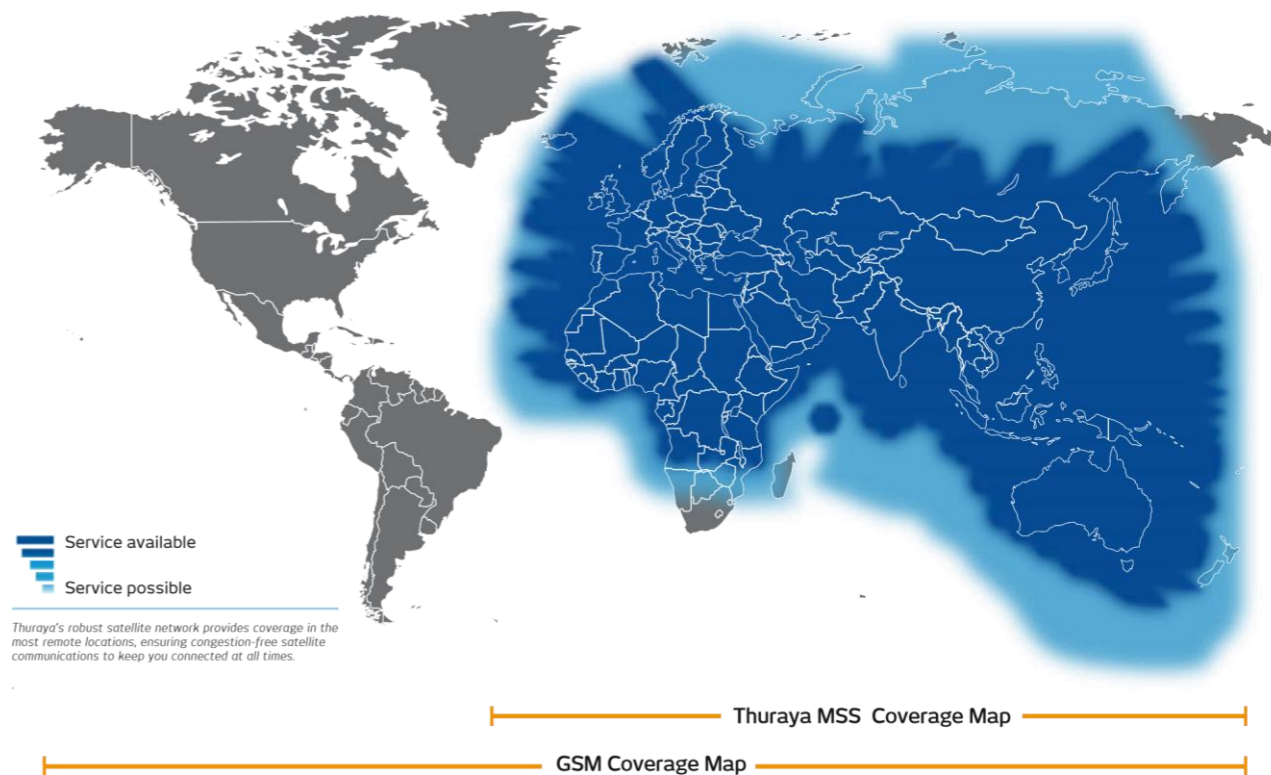 Service available
Service possible
Thuraya's robust satellite network provides coverage in the
most remote locations, ensuring congestion-free satellite
communications to keep you connected at all times.
Thuraya MSS Coverage Map
GSM Coverage Map